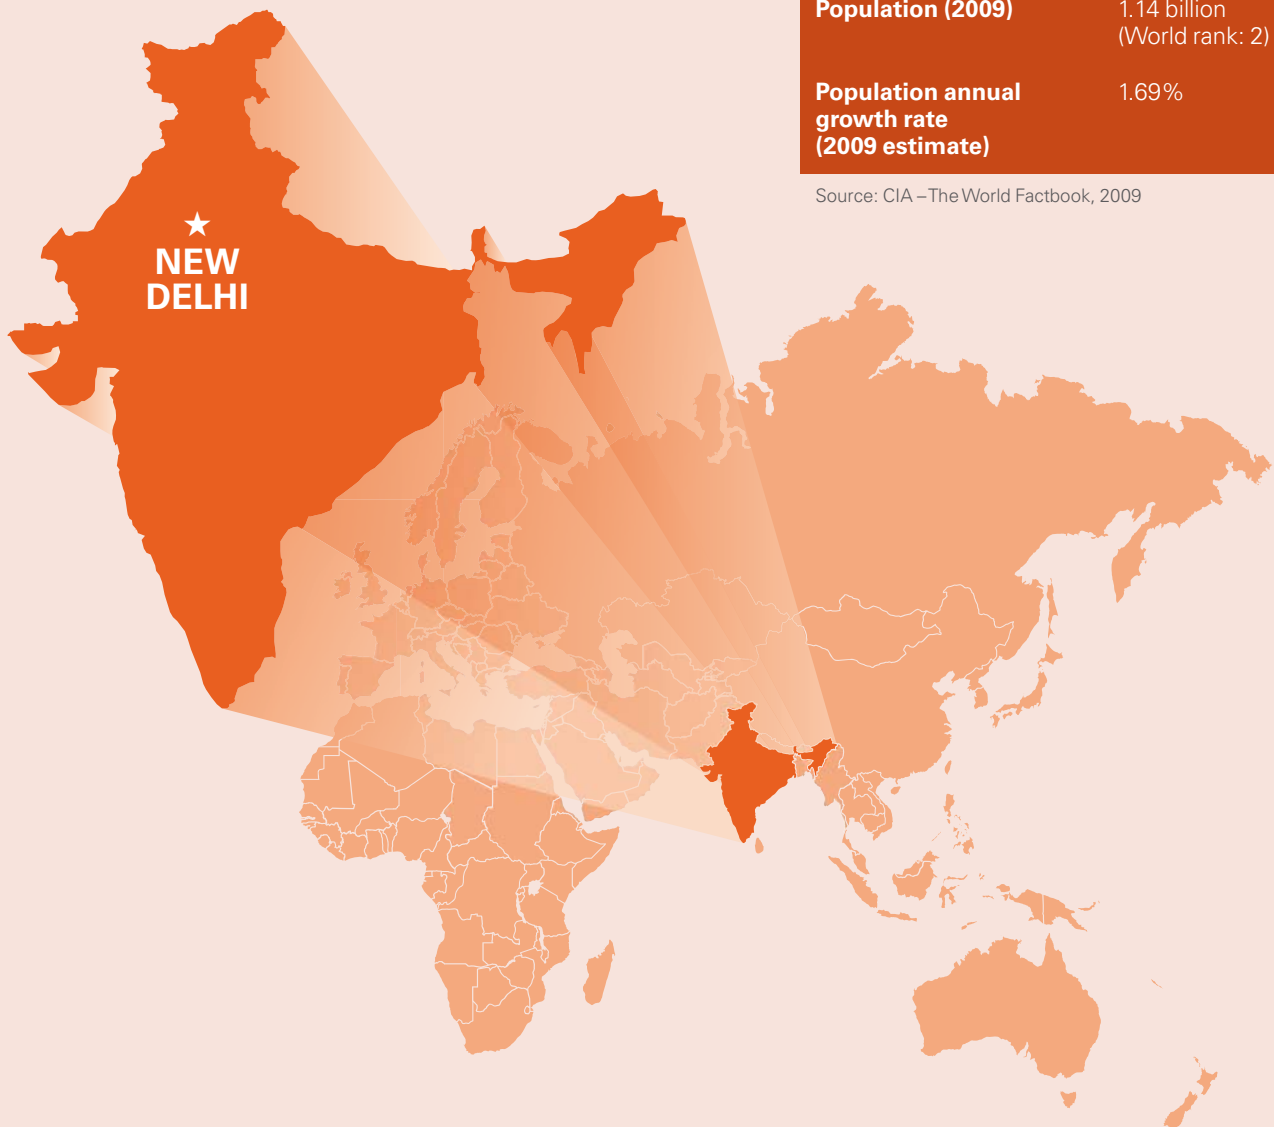 Population (2009) 1.14 billion
(World rank: 2)
Population annual 1.69%
growth rate
(2009 estimate)
Source: CIA – The World Factbook, 2009
NEW
DELHI